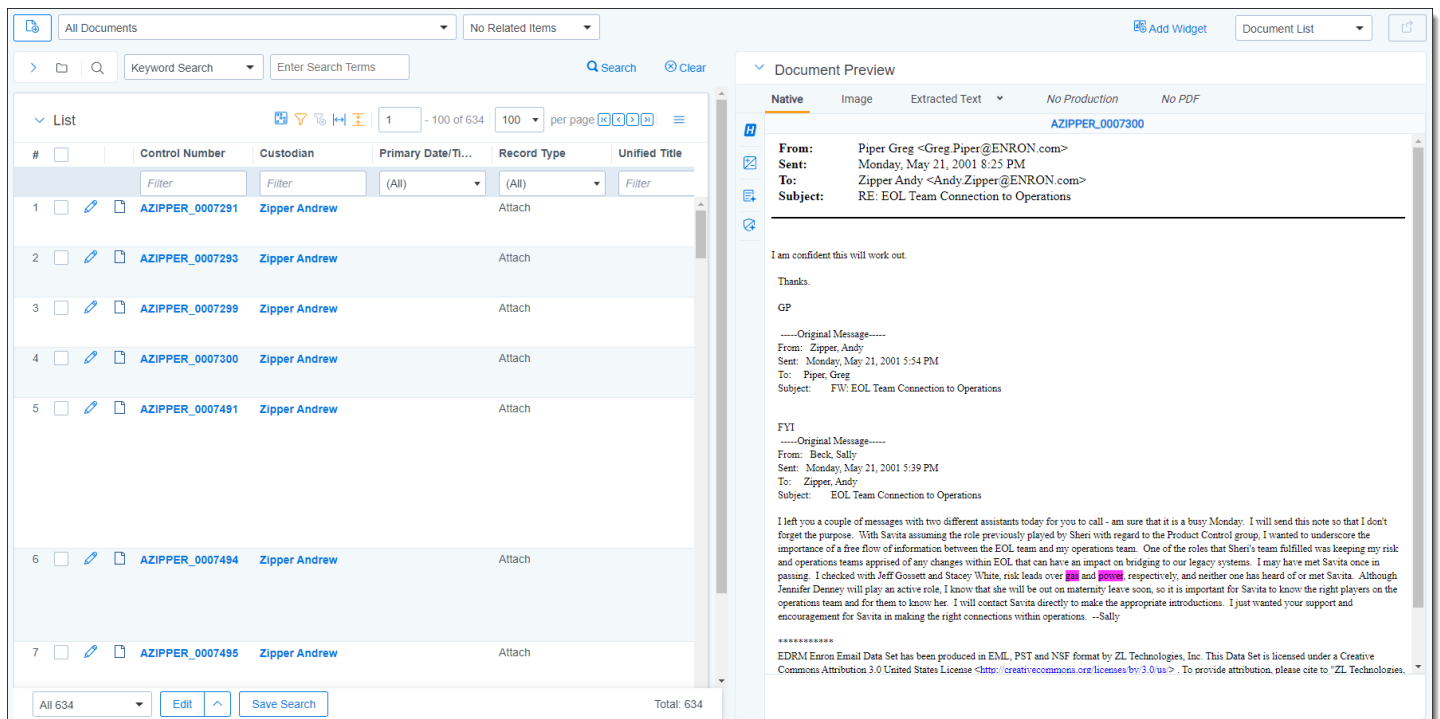 All Documents
No Related Items
Add Widget
Document List
Keyword Search
Enter Search Terms
Search
Clear
List
1 - 100 of 634
100 per page
# Control Number Custodian Primary Date/Ti... Record Type Unified Title
Filter Filter (All) (All) Filter
1 AZIPPER_0007291 Zipper Andrew Attach
2 AZIPPER_0007293 Zipper Andrew Attach
3 AZIPPER_0007299 Zipper Andrew Attach
4 AZIPPER_0007300 Zipper Andrew Attach
5 AZIPPER_0007491 Zipper Andrew Attach
6 AZIPPER_0007494 Zipper Andrew Attach
7 AZIPPER_0007495 Zipper Andrew Attach
All 634
Edit
Save Search
Total: 634
Document Preview
Native Image Extracted Text No Production No PDF
H
AZIPPER_0007300
From: Piper Greg <Greg.Piper@ENRON.com>
Sent: Monday, May 21, 2001 8:25 PM
To: Zipper Andy <Andy.Zipper@ENRON.com>
Subject: RE: EOL Team Connection to Operations
I am confident this will work out.
Thanks.
GP
-----Original Message-----
From: Zipper, Andy
Sent: Monday, May 21, 2001 5:54 PM
To: Piper, Greg
Subject: FW: EOL Team Connection to Operations
FYI
-----Original Message-----
From: Beck, Sally
Sent: Monday, May 21, 2001 5:39 PM
To: Zipper, Andy
Subject: EOL Team Connection to Operations
I left you a couple of messages with two different assistants today for you to call - am sure that it is a busy Monday. I will send this note so that I don't
forget the purpose. With Savita assuming the role previously played by Sheri with regard to the Product Control group, I wanted to underscore the
importance of a free flow of information between the EOL team and my operations team. One of the roles that Sheri's team fulfilled was keeping my risk
and operations teams apprised of any changes within EOL that can have an impact on bridging to our legacy systems. I may have met Savita once in
passing. I checked with Jeff Gossett and Stacey White, risk leads over gas and power, respectively, and neither one has heard of or met Savita. Although
Jennifer Denney will play an active role, I know that she will be out on maternity leave soon, so it is important for Savita to know the right players on the
operations team and for them to know her. I will contact Savita directly to make the appropriate introductions. I just wanted your support and
encouragement for Savita in making the right connections within operations. --Sally
***********
EDRM Enron Email Data Set has been produced in EML, PST and NSF format by ZL Technologies, Inc. This Data Set is licensed under a Creative
Commons Attribution 3.0 United States License <http://creativecommons.org/licenses/by/3.0/us/> . To provide attribution, please cite to "ZL Technologies,